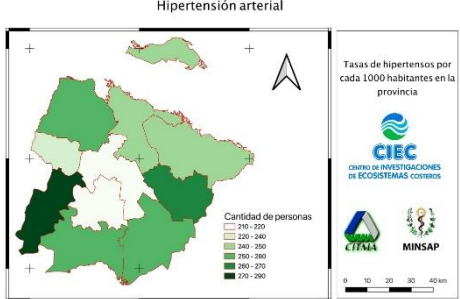 Hipertensión arterial
Tasas de hipertensos por
cada 1000 habitantes en la
provincia
CIEC
CENTRO DE INVESTIGACIONES
DE ECOSISTEMAS COSTEROS
Cantidad de personas
210 - 220
220 - 240
240 - 250
250 - 260
260 - 270
270 - 290
CITMA
MINSAP
0 10 20 30 40 km